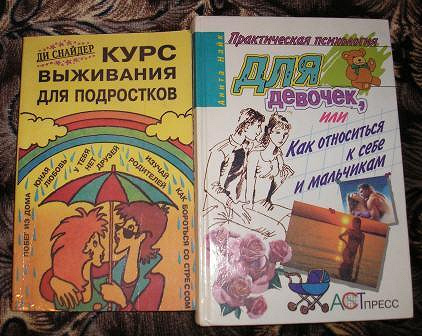 ДИ СНАЙДЕР
КУРС
ВЫЖИВАНИЯ
ДЛЯ ПОДРОСТКОВ
ПОБЕГ ИЗ ДОМА
ЮНАЯ
ЛЮБОВЬ
У ТЕБЯ
НЕТ
ДРУЗЕЙ
ИЗУЧАЙ
РОДИТЕЛЕЙ
КАК БОРОТЬСЯ СО СТРЕССОМ
Анита Найк
Практическая психология
для
девочек,
или
Как относиться
к себе
и мальчикам
АСТ ПРЕСС